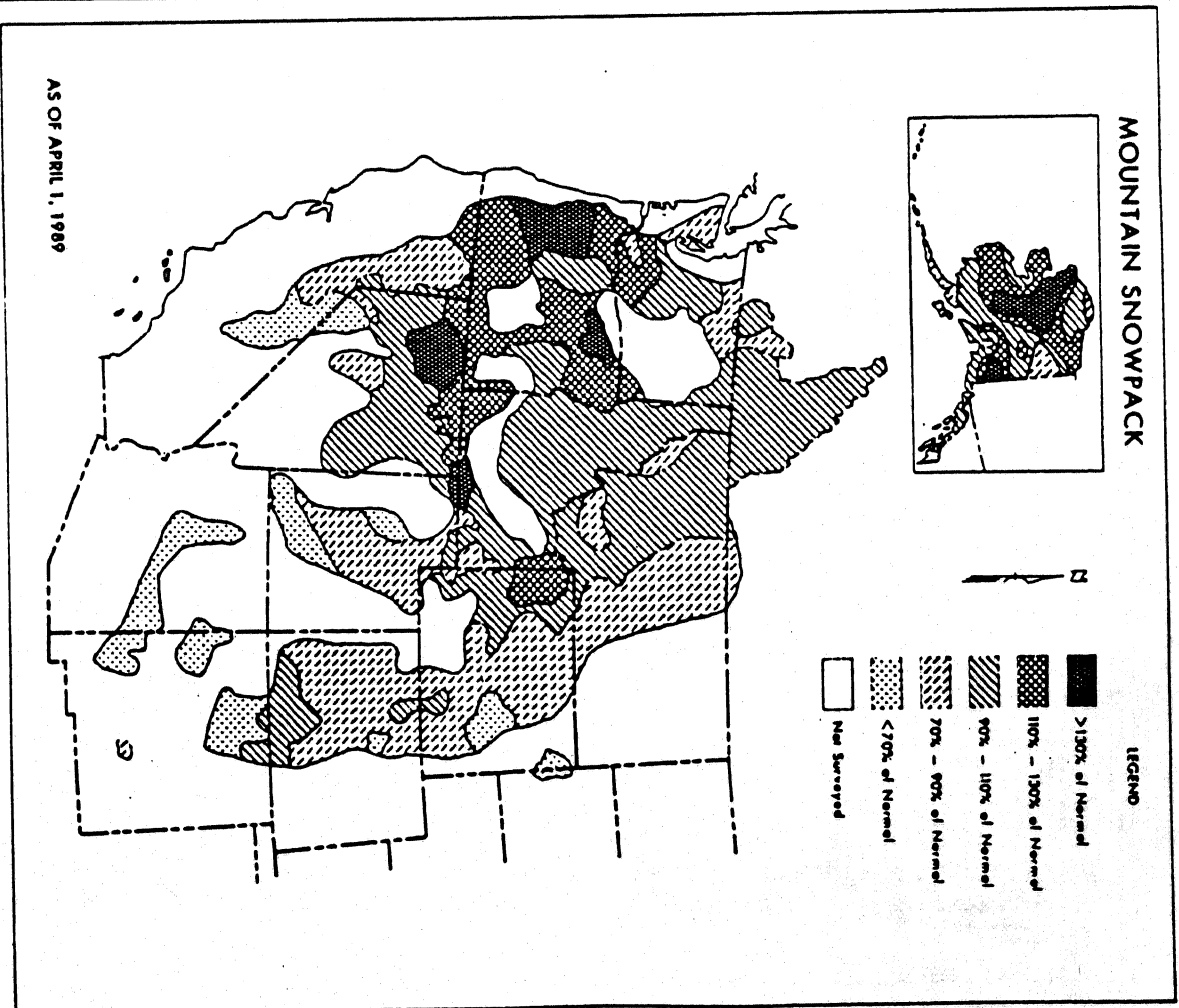 MOUNTAIN SNOWPACK
LEGEND
>130% of Normal
110% - 130% of Normal
90% - 110% of Normal
70% - 90% of Normal
<70% of Normal
Not Surveyed
AS OF APRIL 1, 1989